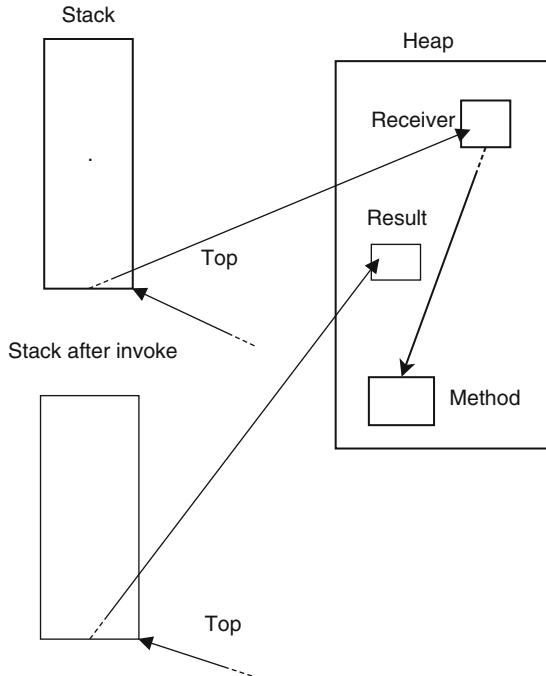 Stack
Heap
Receiver
Result
Top
Stack after invoke
Method
Top